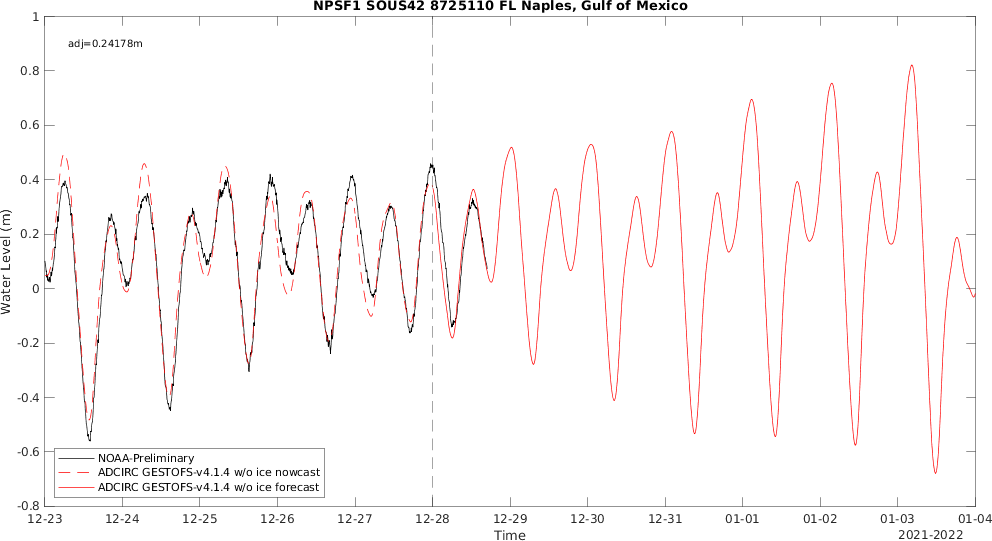 NPSF1 SOUS42 8725110 FL Naples, Gulf of Mexico
adj=0.24178m
Water Level (m)
1
0.8
0.6
0.4
0.2
0
-0.2
-0.4
-0.6
-0.8
NOAA-Preliminary
ADCIRC GESTOFS-v4.1.4 w/o ice nowcast
ADCIRC GESTOFS-v4.1.4 w/o ice forecast
12-23 12-24 12-25 12-26 12-27 12-28 12-29 12-30 12-31 01-01 01-02 01-03 01-04
Time
2021-2022